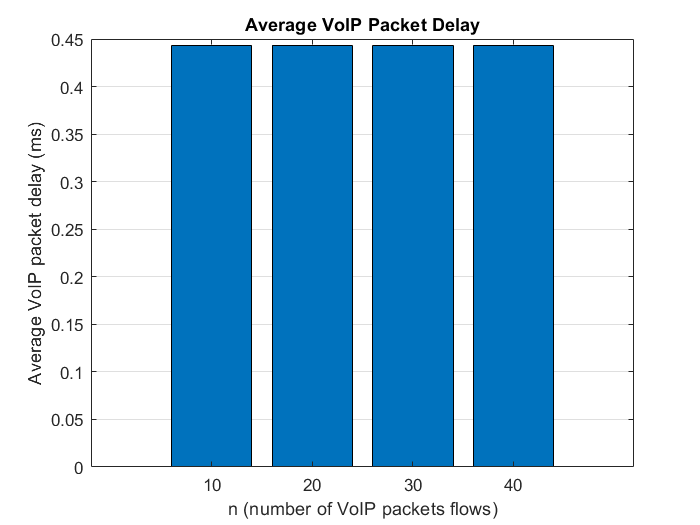 Average VoIP Packet Delay
Average VoIP packet delay (ms)
0.45
0.4
0.35
0.3
0.25
0.2
0.15
0.1
0.05
0
10 20 30 40
n (number of VoIP packets flows)